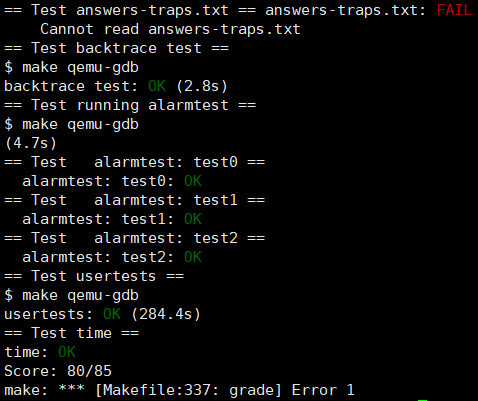 == Test answers-traps.txt == answers-traps.txt: FAIL
    Cannot read answers-traps.txt
== Test backtrace test ==
$ make qemu-gdb
backtrace test: OK (2.8s)
== Test running alarmtest ==
$ make qemu-gdb
(4.7s)
== Test   alarmtest: test0 ==
  alarmtest: test0: OK
== Test   alarmtest: test1 ==
  alarmtest: test1: OK
== Test   alarmtest: test2 ==
  alarmtest: test2: OK
== Test usertests ==
$ make qemu-gdb
usertests: OK (284.4s)
== Test time ==
time: OK
Score: 80/85
make: *** [Makefile:337: grade] Error 1